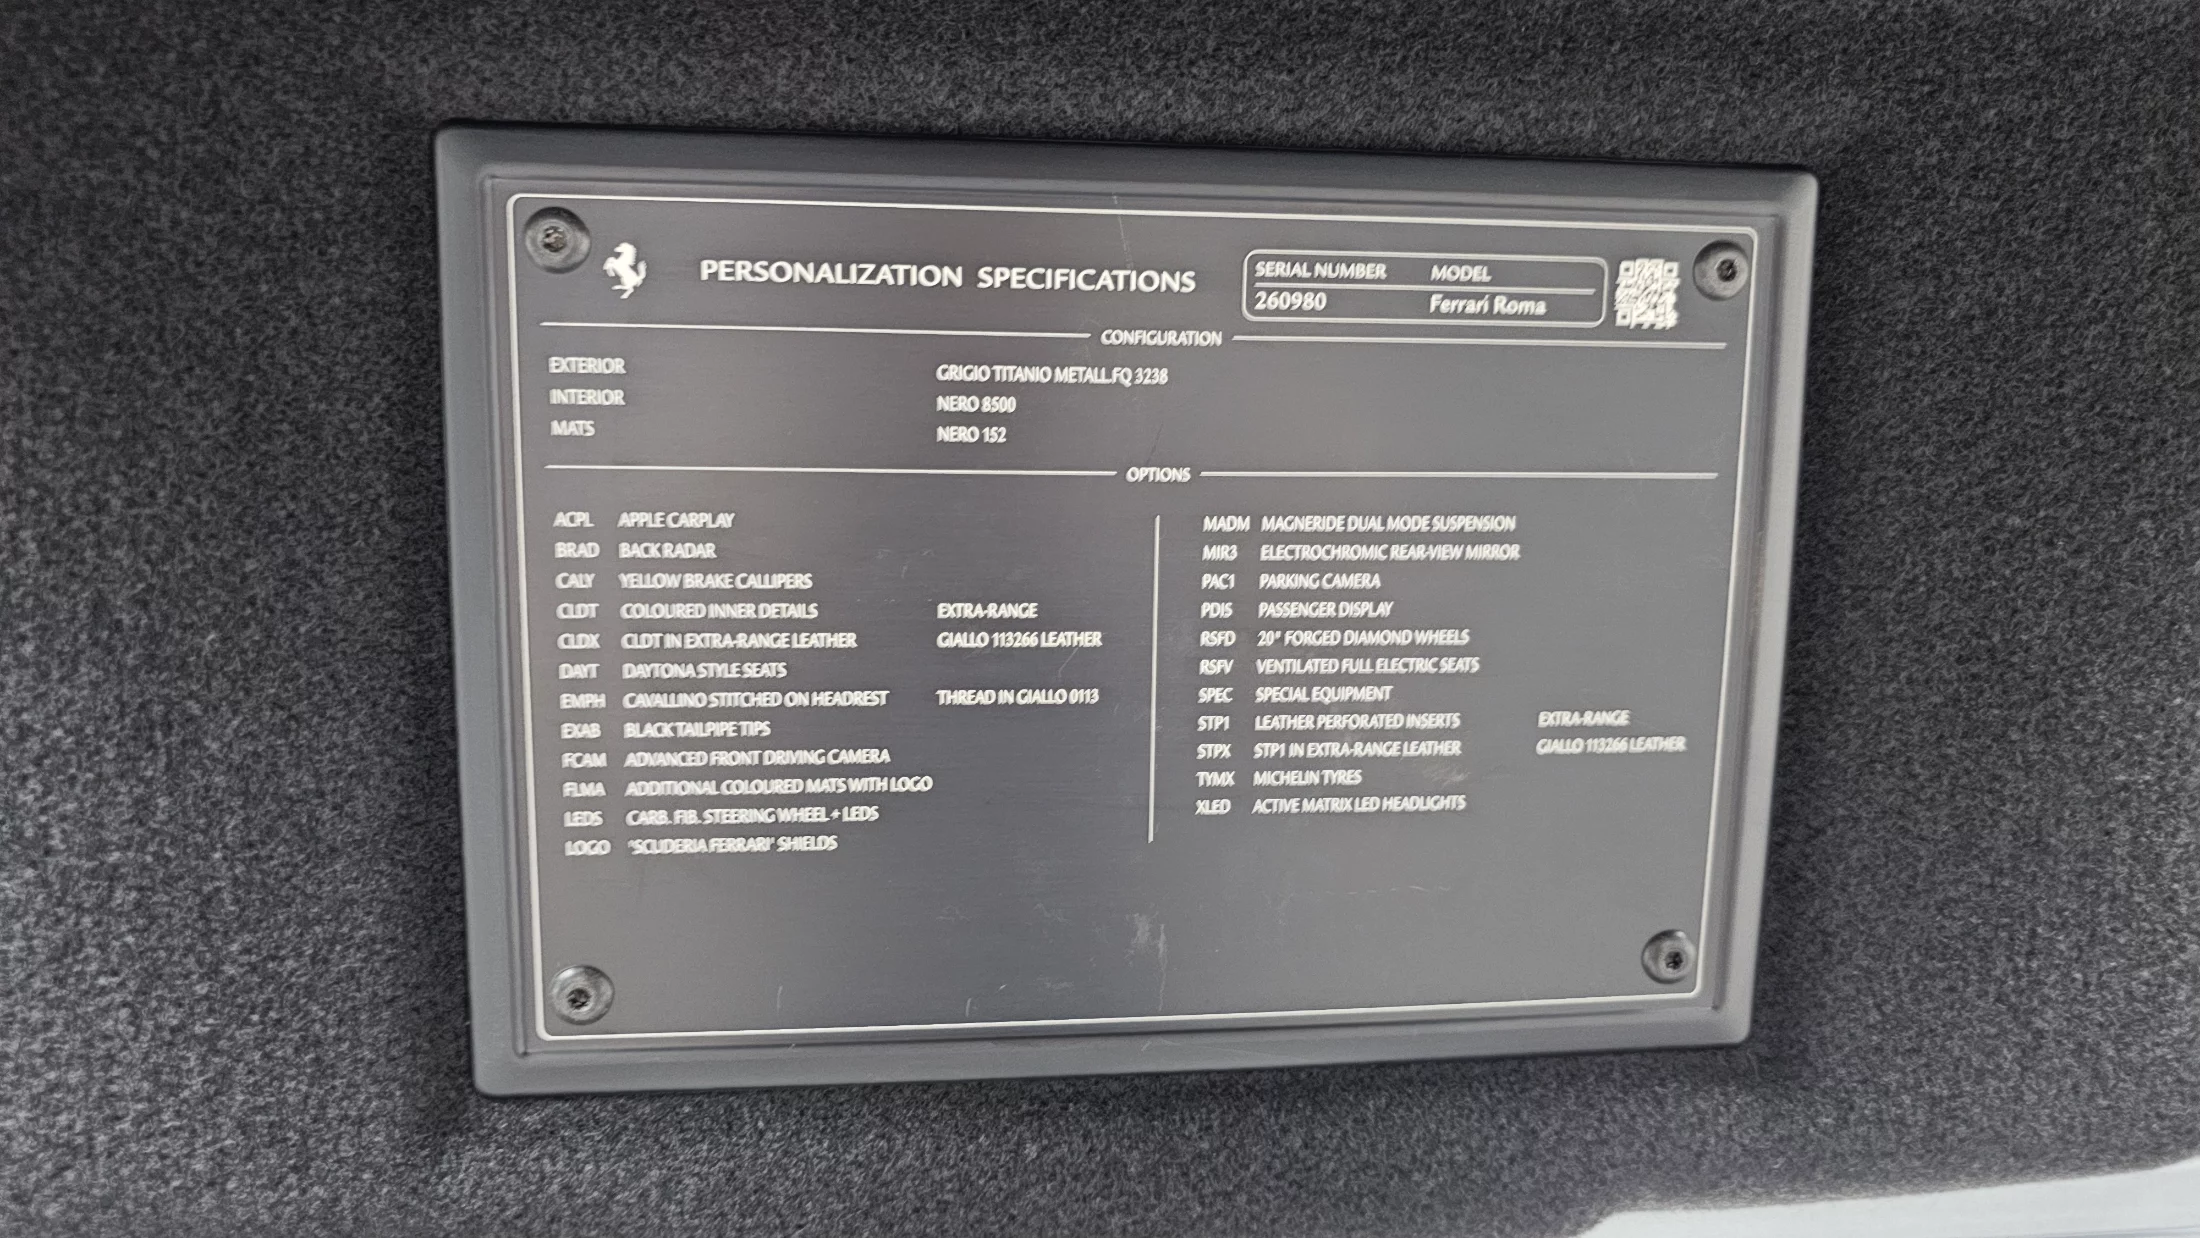 PERSONALIZATION SPECIFICATIONS
SERIAL NUMBER MODEL
260980 Ferrari Roma
CONFIGURATION
EXTERIOR GRIGIO TITANIO METALL.FQ 3238
INTERIOR NERO 8500
MATS NERO 152
OPTIONS
ACPL APPLE CARPLAY
BRAD BACK RADAR
CALY YELLOW BRAKE CALLIPERS
CLDT COLOURED INNER DETAILS EXTRA-RANGE
CLDX CLDT IN EXTRA-RANGE LEATHER GIALLO 113266 LEATHER
DAYT DAYTONA STYLE SEATS
EMPH CAVALLINO STITCHED ON HEADREST THREAD IN GIALLO 0113
EXAB BLACK TAILPIPE TIPS
FCAM ADVANCED FRONT DRIVING CAMERA
FLMA ADDITIONAL COLOURED MATS WITH LOGO
LEDS CARB. FIB. STEERING WHEEL + LEDS
LOGO "SCUDERIA FERRARI" SHIELDS
MADM MAGNERIDE DUAL MODE SUSPENSION
MIR3 ELECTROCHROMIC REAR-VIEW MIRROR
PAC1 PARKING CAMERA
PDIS PASSENGER DISPLAY
RSFD 20" FORGED DIAMOND WHEELS
RSFV VENTILATED FULL ELECTRIC SEATS
SPEC SPECIAL EQUIPMENT
STP1 LEATHER PERFORATED INSERTS EXTRA-RANGE
STPX STP1 IN EXTRA-RANGE LEATHER GIALLO 113266 LEATHER
TYMX MICHELIN TYRES
XLED ACTIVE MATRIX LED HEADLIGHTS